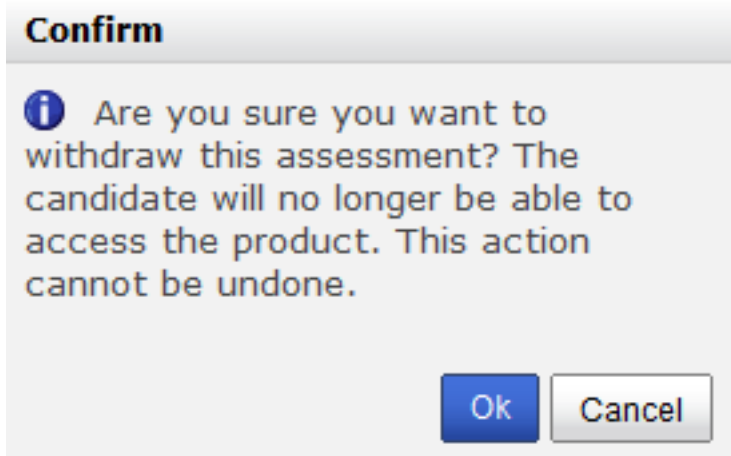 Confirm
Are you sure you want to
withdraw this assessment? The
candidate will no longer be able to
access the product. This action
cannot be undone.
Ok Cancel